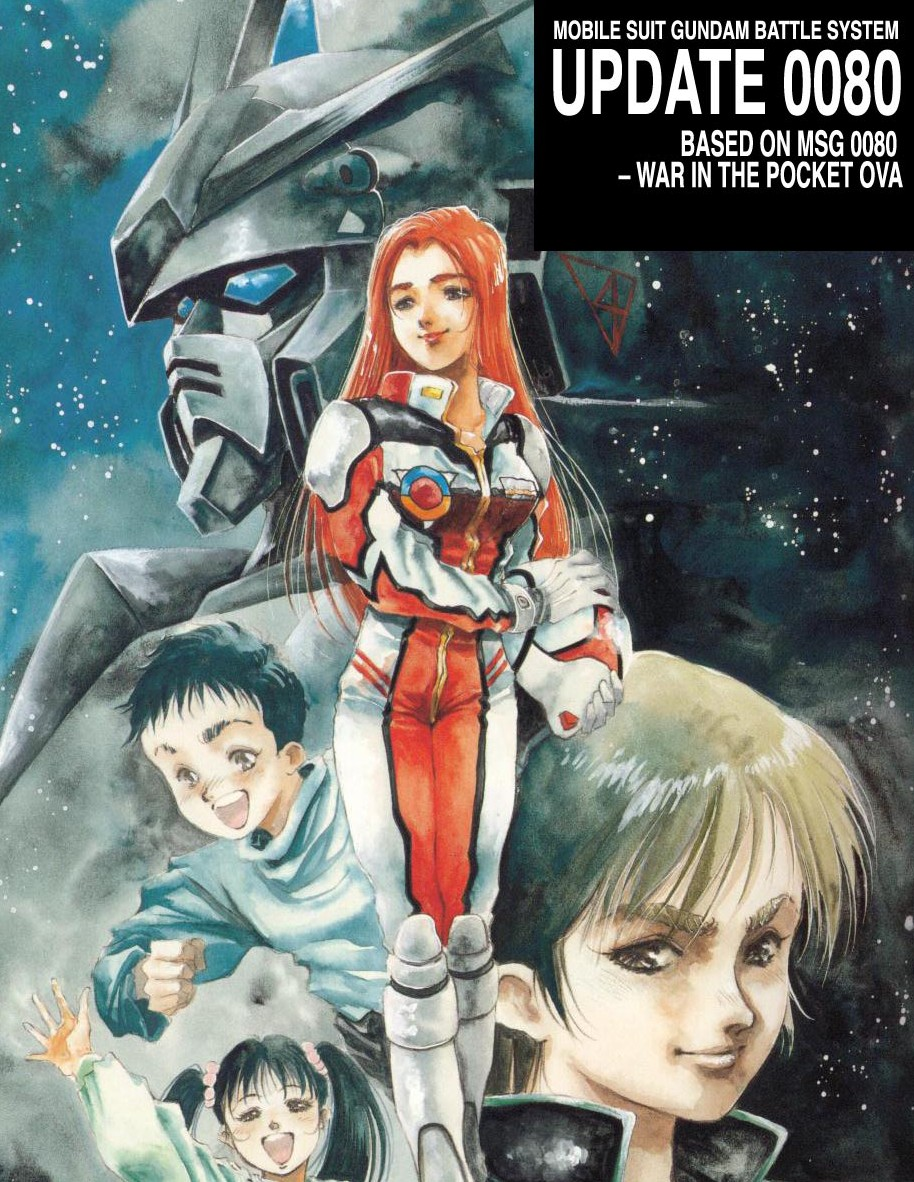 MOBILE SUIT GUNDAM BATTLE SYSTEM
UPDATE 0080
BASED ON MSG 0080
– WAR IN THE POCKET OVA